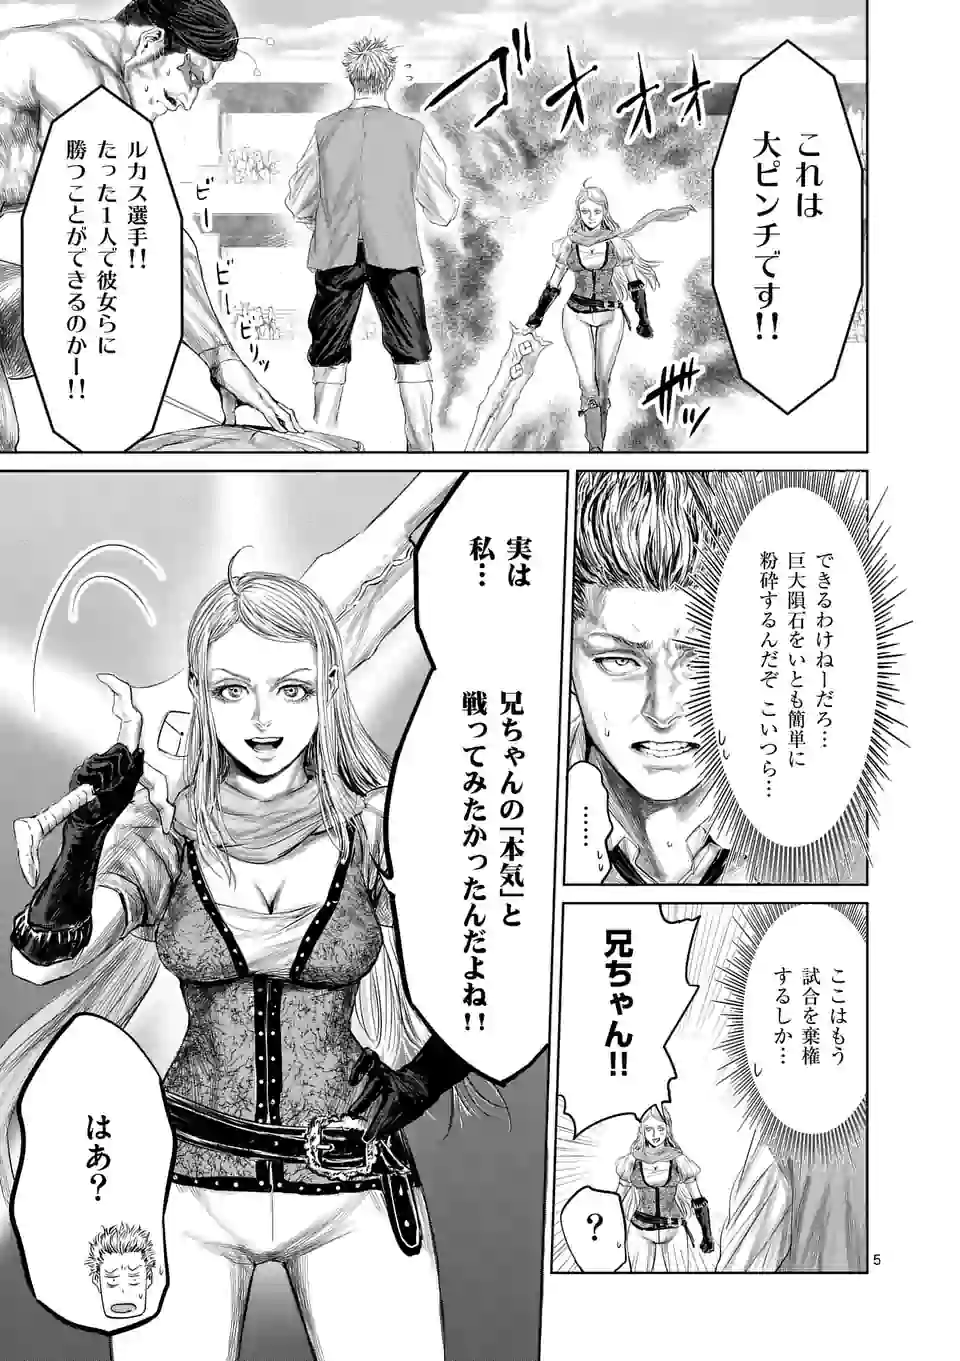 これは
大ピンチです!!
ゴオオオ
ザッ
ビー
ビー
ビリッ
ルカス選手!!
たった1人で彼女らに
勝つことができるのかー!!
できるわけねーだろ…
巨大隕石をいとも簡単に
粉砕するんだぞ こいつら…
……
ここはもう
試合を棄権
するしか…
兄ちゃん!!
?
実は
私…
兄ちゃんの「本気」と
戦ってみたかったんだよね!!
はあ?
5